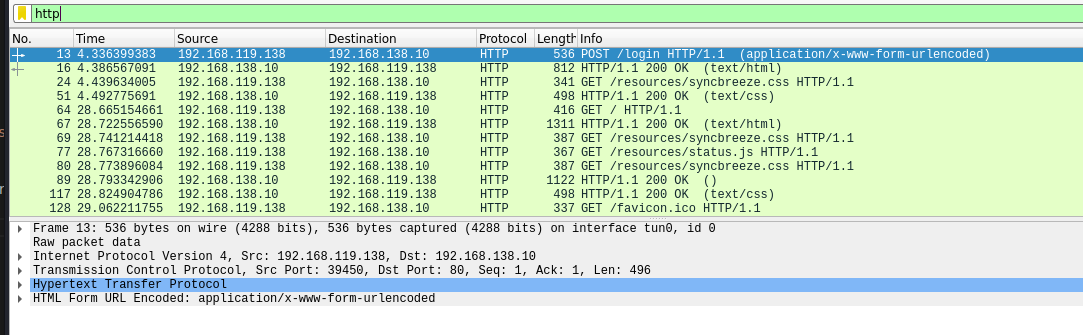 http
No. Time Source Destination Protocol Length Info
13 4.336399383 192.168.119.138 192.168.138.10 HTTP 536 POST /login HTTP/1.1 (application/x-www-form-urlencoded)
16 4.386567091 192.168.138.10 192.168.119.138 HTTP 812 HTTP/1.1 200 OK (text/html)
24 4.439634005 192.168.119.138 192.168.138.10 HTTP 341 GET /resources/syncbreeze.css HTTP/1.1
51 4.492775691 192.168.138.10 192.168.119.138 HTTP 498 HTTP/1.1 200 OK (text/css)
64 28.665154661 192.168.119.138 192.168.138.10 HTTP 416 GET / HTTP/1.1
67 28.722556590 192.168.138.10 192.168.119.138 HTTP 1311 HTTP/1.1 200 OK (text/html)
69 28.741214418 192.168.119.138 192.168.138.10 HTTP 387 GET /resources/syncbreeze.css HTTP/1.1
77 28.767316660 192.168.119.138 192.168.138.10 HTTP 367 GET /resources/status.js HTTP/1.1
80 28.773896084 192.168.119.138 192.168.138.10 HTTP 387 GET /resources/syncbreeze.css HTTP/1.1
89 28.793342906 192.168.138.10 192.168.119.138 HTTP 1122 HTTP/1.1 200 OK ()
117 28.824904786 192.168.138.10 192.168.119.138 HTTP 498 HTTP/1.1 200 OK (text/css)
128 29.062211755 192.168.119.138 192.168.138.10 HTTP 337 GET /favicon.ico HTTP/1.1
Frame 13: 536 bytes on wire (4288 bits), 536 bytes captured (4288 bits) on interface tun0, id 0
Raw packet data
Internet Protocol Version 4, Src: 192.168.119.138, Dst: 192.168.138.10
Transmission Control Protocol, Src Port: 39450, Dst Port: 80, Seq: 1, Ack: 1, Len: 496
Hypertext Transfer Protocol
HTML Form URL Encoded: application/x-www-form-urlencoded